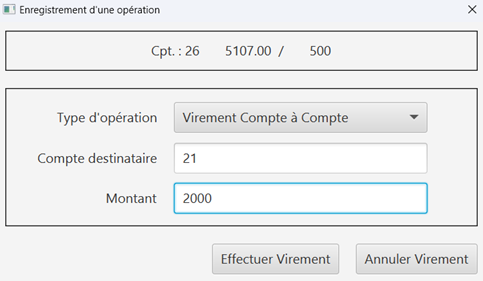 Enregistrement d'une opération
Cpt. : 26 5107.00 / 500
Type d'opération Virement Compte à Compte
Compte destinataire 21
Montant 2000
Effectuer Virement Annuler Virement